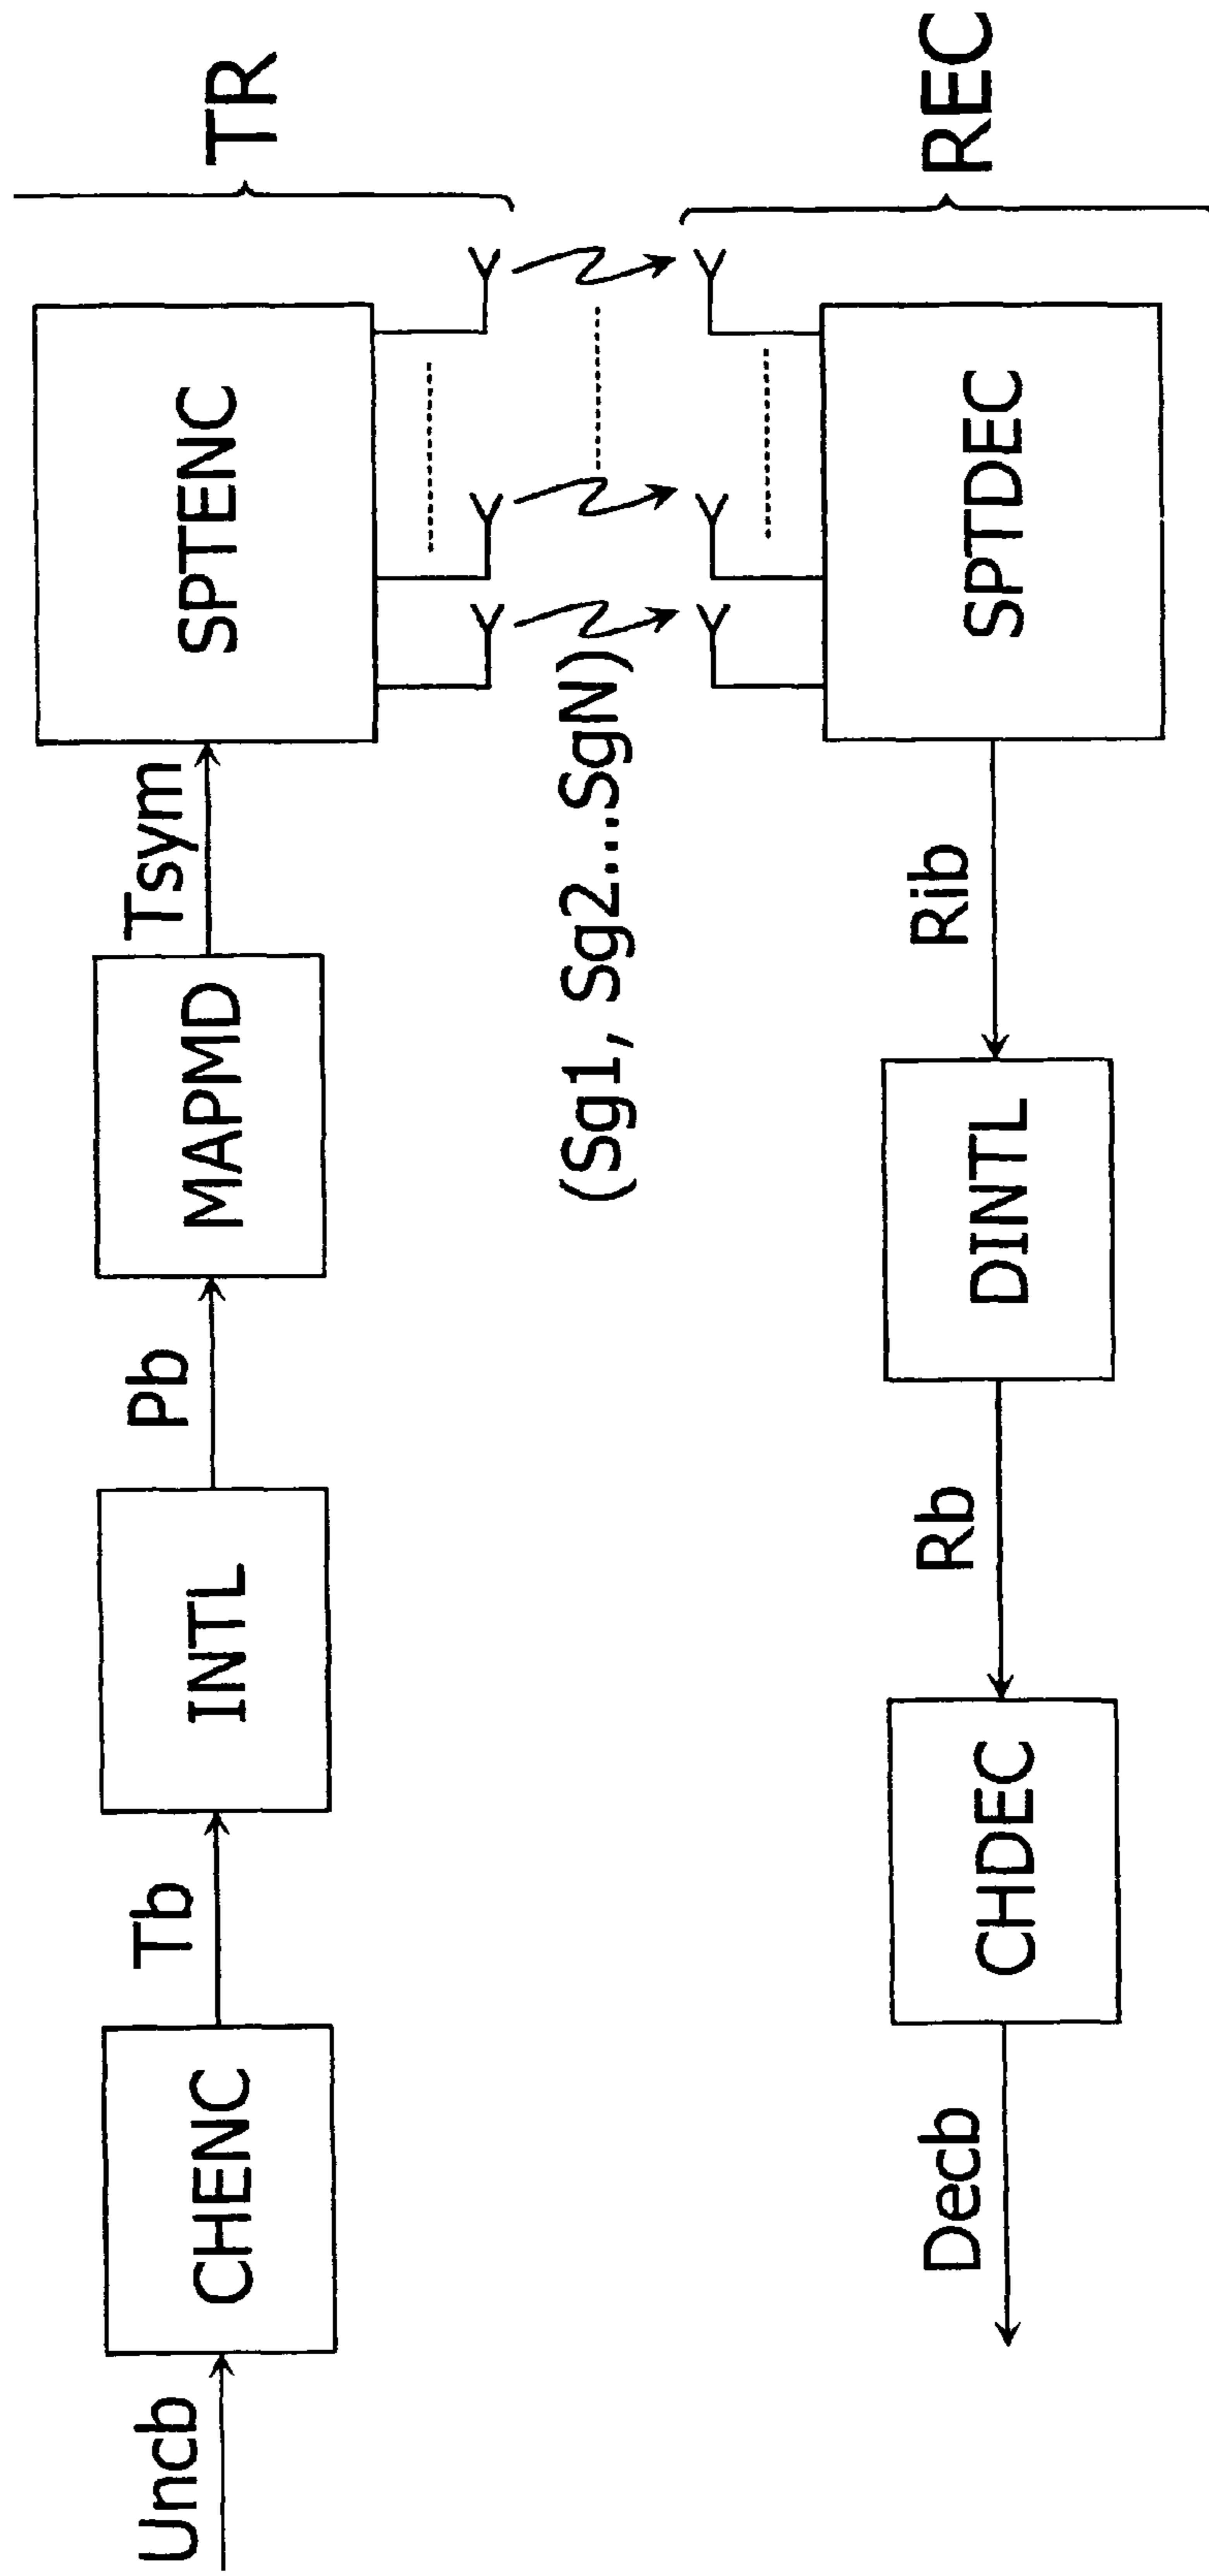 Uncb
CHENC
Tb
INTL
Pb
MAPMD
Tsym
SPTENC
TR
(Sg1, Sg2...SgN)
Decb
CHDEC
Rb
DINTL
Rib
SPTDEC
REC